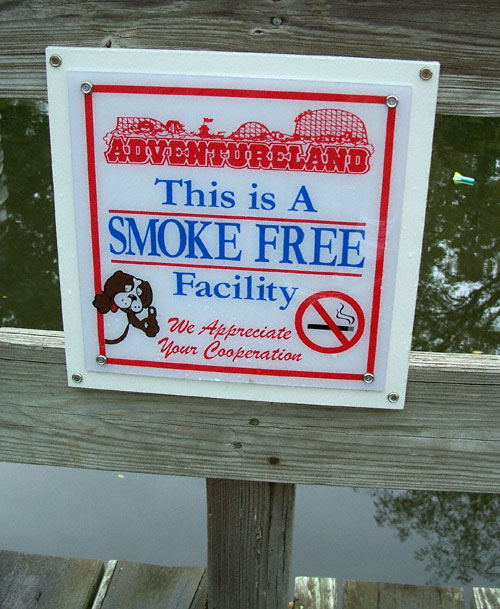 ADVENTURELAND
This is A
SMOKE FREE
Facility
We Appreciate
Your Cooperation